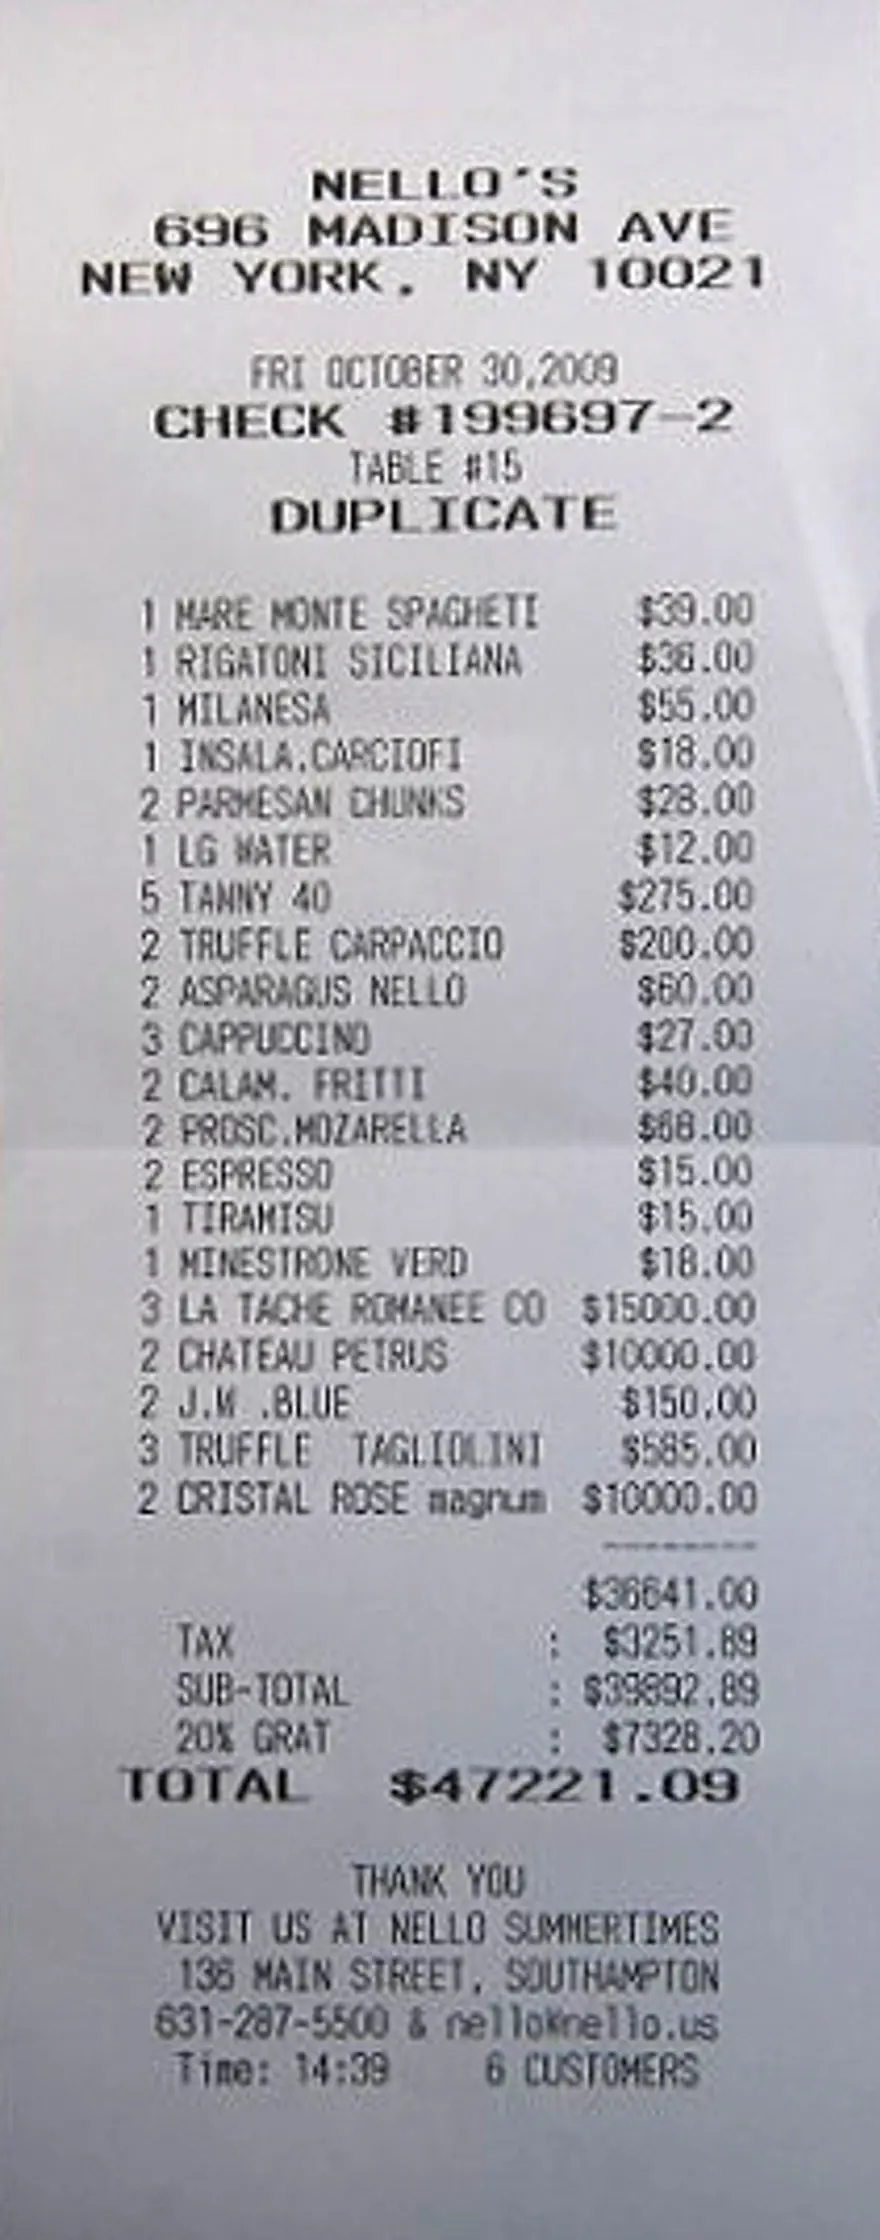 NELLO'S
696 MADISON AVE
NEW YORK, NY 10021
FRI OCTOBER 30,2009
CHECK #199697-2
TABLE #15
DUPLICATE
1 MARE MONTE SPAGHETI $39.00
1 RIGATONI SICILIANA $36.00
1 MILANESA $55.00
1 INSALA.CARCIOFI $18.00
2 PARMESAN CHUNKS $28.00
1 LG WATER $12.00
5 TAWNY 40 $275.00
2 TRUFFLE CARPACCIO $200.00
2 ASPARAGUS NELLO $60.00
3 CAPPUCCINO $27.00
2 CALAM. FRITTI $40.00
2 PROSC.MOZARELLA $68.00
2 ESPRESSO $15.00
1 TIRAMISU $15.00
1 MINESTRONE VERD $18.00
3 LA TACHE ROMANEE CO $15000.00
2 CHATEAU PETRUS $10000.00
2 J.W .BLUE $150.00
3 TRUFFLE TAGLIOLINI $585.00
2 CRISTAL ROSE magnum $10000.00
---------
$36641.00
TAX : $3251.89
SUB-TOTAL : $39892.89
20% GRAT : $7328.20
TOTAL $47221.09
THANK YOU
VISIT US AT NELLO SUMMERTIMES
136 MAIN STREET, SOUTHAMPTON
631-287-5500 & nello@nello.us
Time: 14:39 6 CUSTOMERS